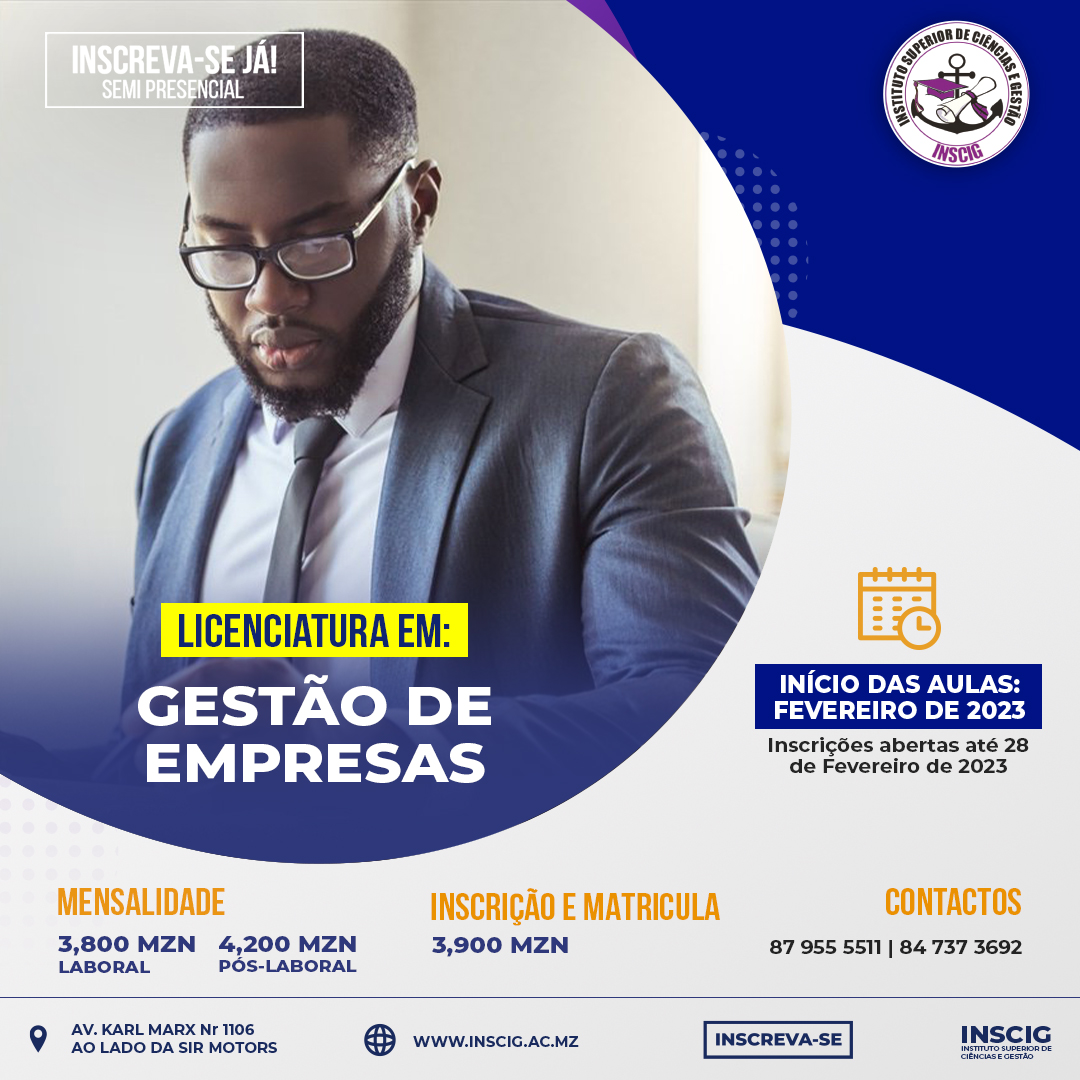 INSCREVA-SE JÁ!
SEMI PRESENCIAL
INSTITUTO SUPERIOR DE CIÊNCIAS E GESTÃO
INSCIG
LICENCIATURA EM:
GESTÃO DE
EMPRESAS
INÍCIO DAS AULAS:
FEVEREIRO DE 2023
Inscrições abertas até 28
de Fevereiro de 2023
MENSALIDADE
3,800 MZN
LABORAL
4,200 MZN
PÓS-LABORAL
INSCRIÇÃO E MATRICULA
3,900 MZN
CONTACTOS
87 955 5511 | 84 737 3692
AV. KARL MARX Nr 1106
AO LADO DA SIR MOTORS
WWW.INSCIG.AC.MZ
INSCREVA-SE
INSCIG
INSTITUTO SUPERIOR DE
CIÊNCIAS E GESTÃO